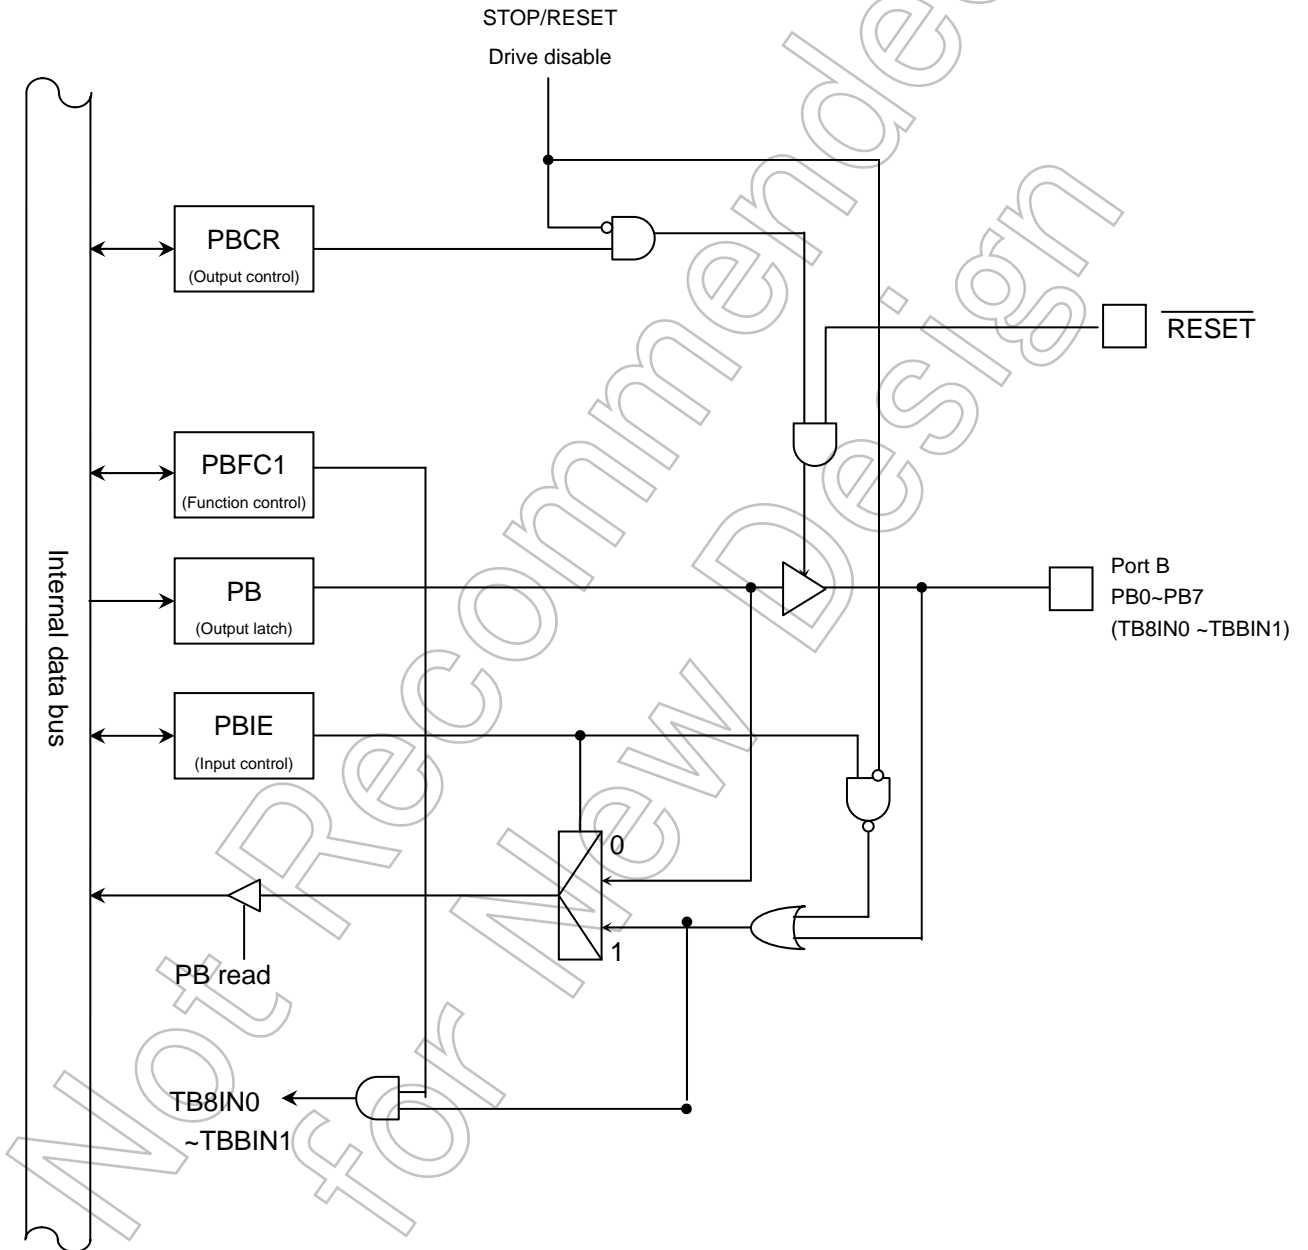 STOP/RESET
Drive disable
PBCR
(Output control)
RESET
PBFC1
(Function control)
Internal data bus
PB
(Output latch)
Port B
PB0~PB7
(TB8IN0 ~TBBIN1)
PBIE
(Input control)
0
1
PB read
TB8IN0
~TBBIN1
Not Recommended
for New Design